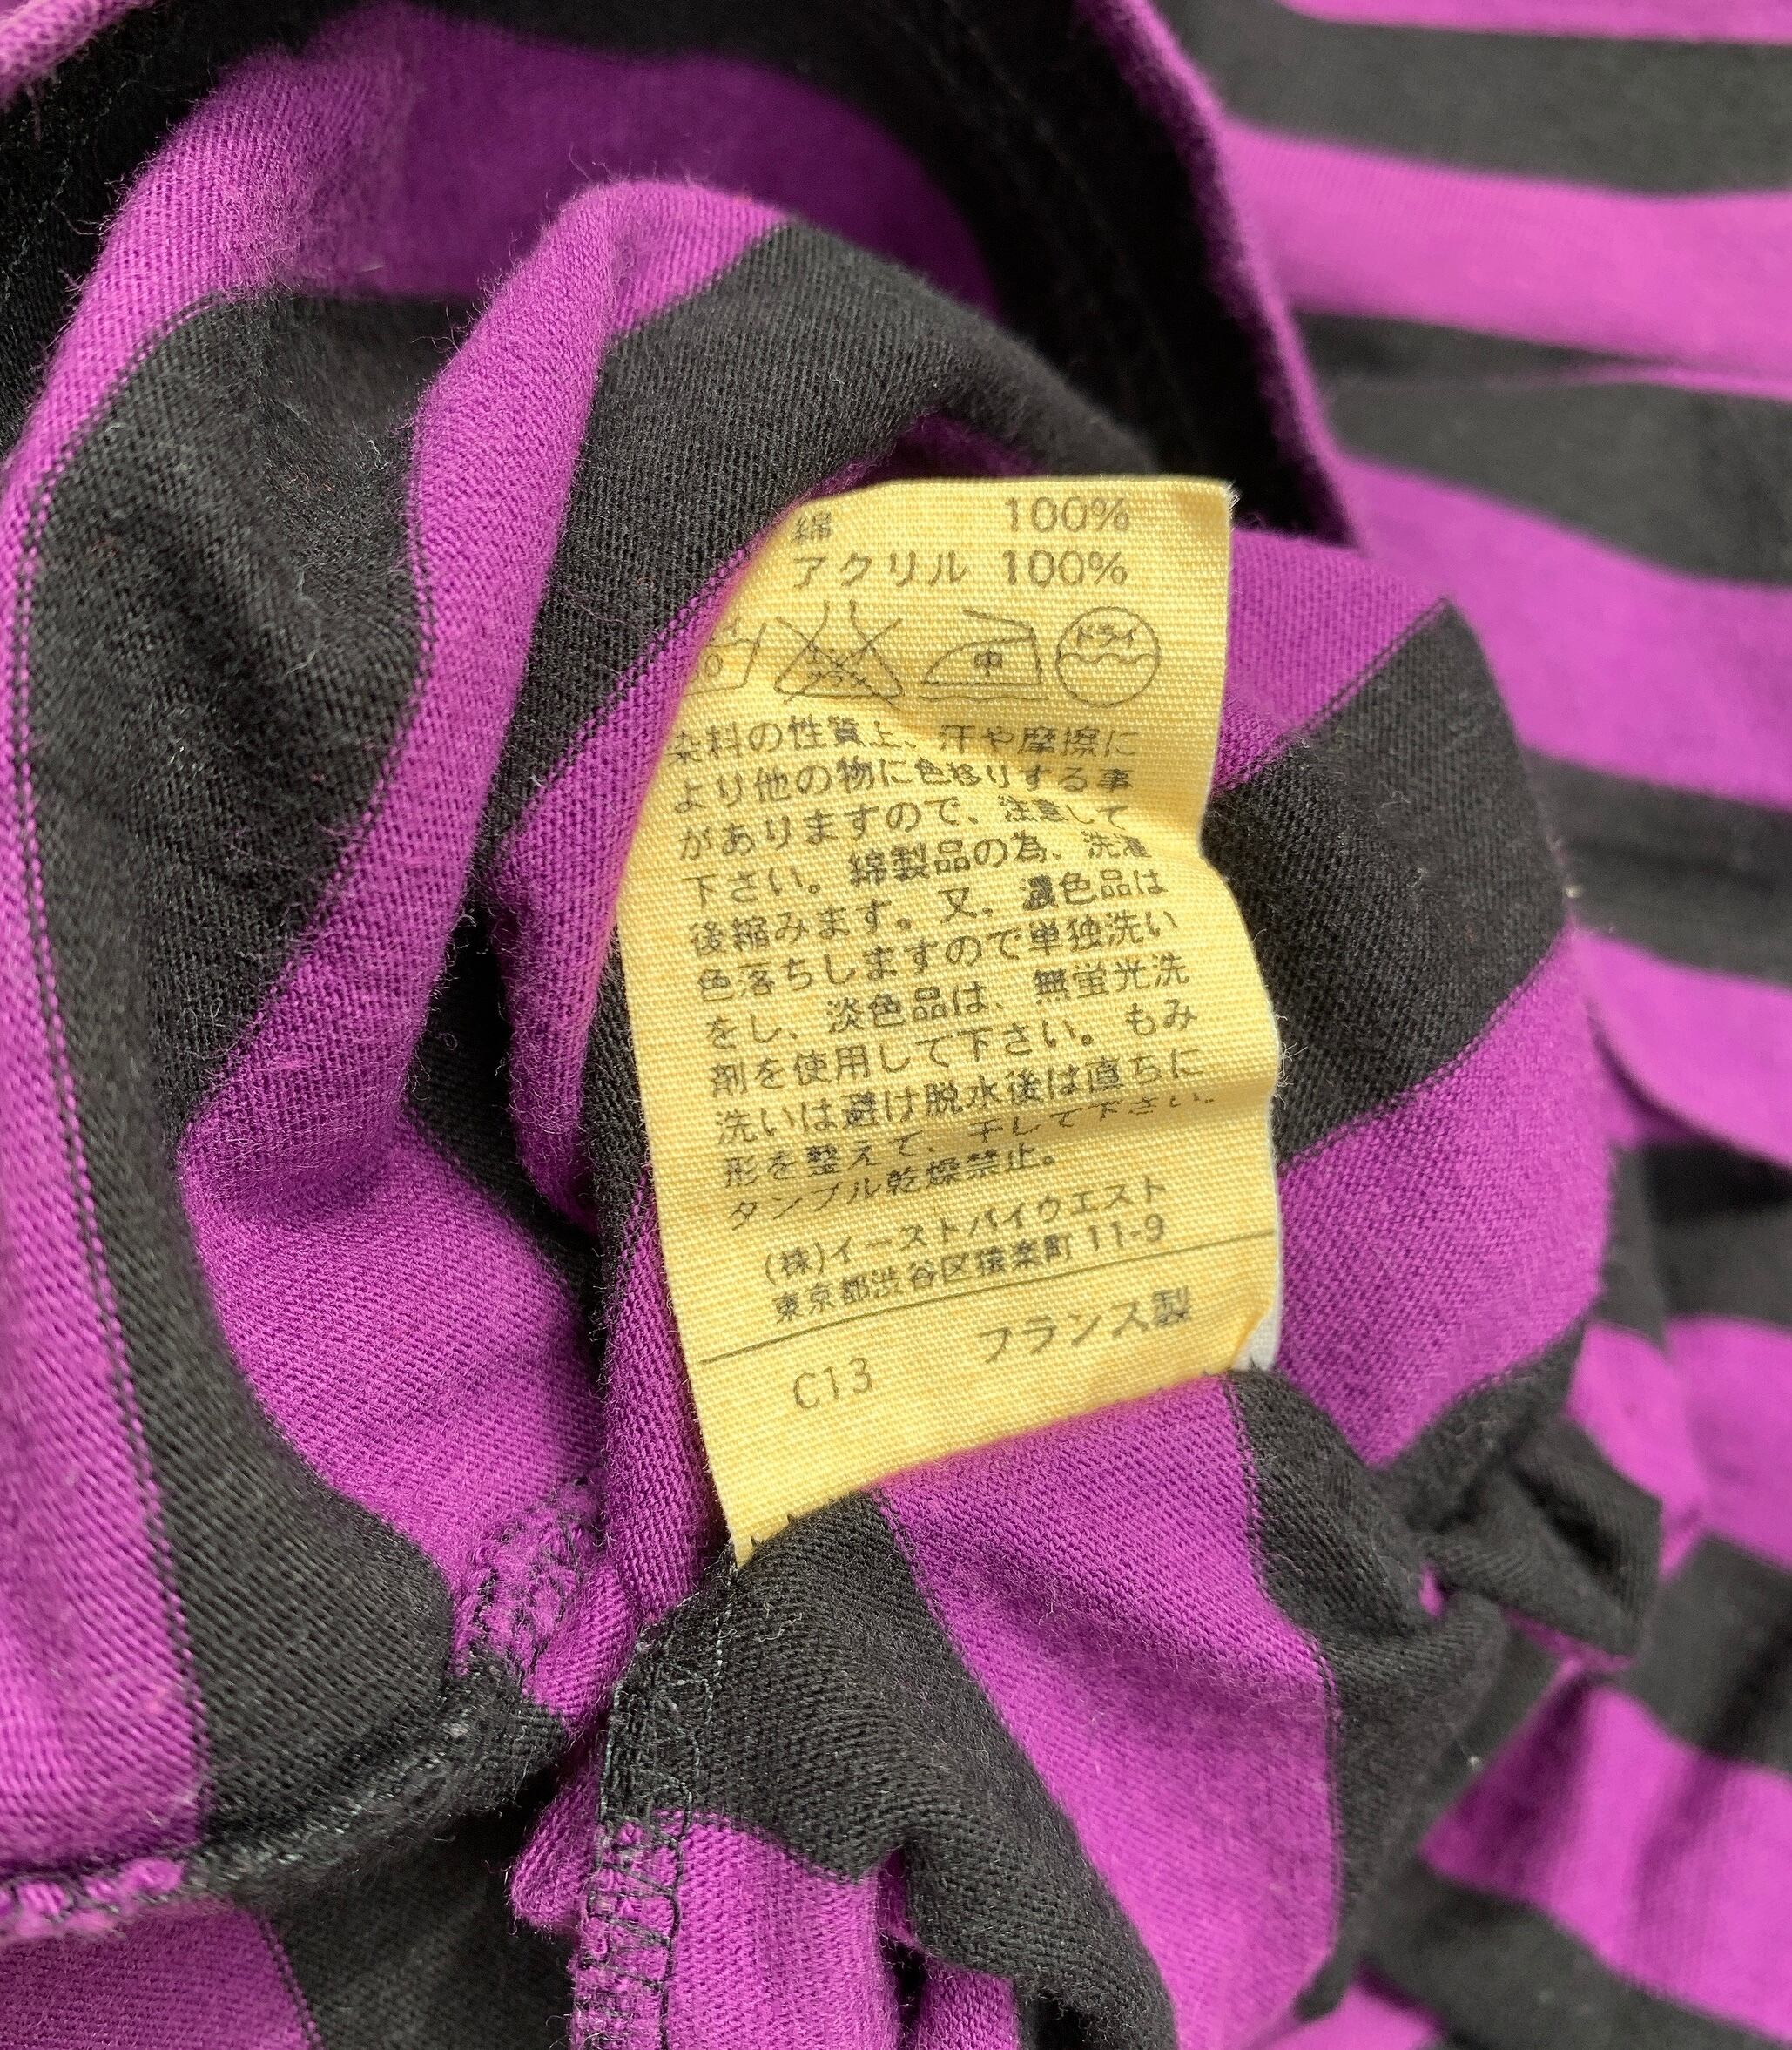 綿 100%
アクリル 100%
中 ドライ
染料の性質上、汗や摩擦に
より他の物に色移りする事
がありますので、注意して
下さい。綿製品の為、洗濯
後縮みます。又、濃色品は
色落ちしますので単独洗い
をし、淡色品は、無蛍光洗
剤を使用して下さい。もみ
洗いは避け脱水後は直ちに
形を整えて、干して下さい。
タンブル乾燥禁止。
(株)イーストバイウエスト
東京都渋谷区猿楽町 11-9
C13 フランス製